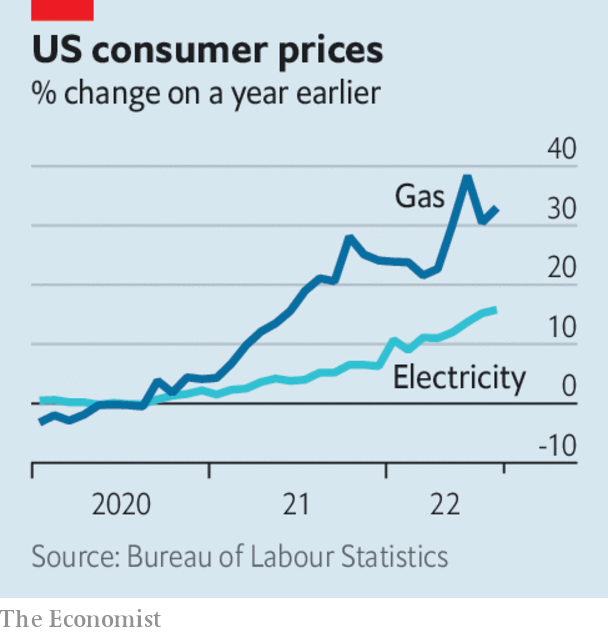 US consumer prices
% change on a year earlier
40
Gas
30
20
10
Electricity
0
-10
2020 21 22
Source: Bureau of Labour Statistics
The Economist